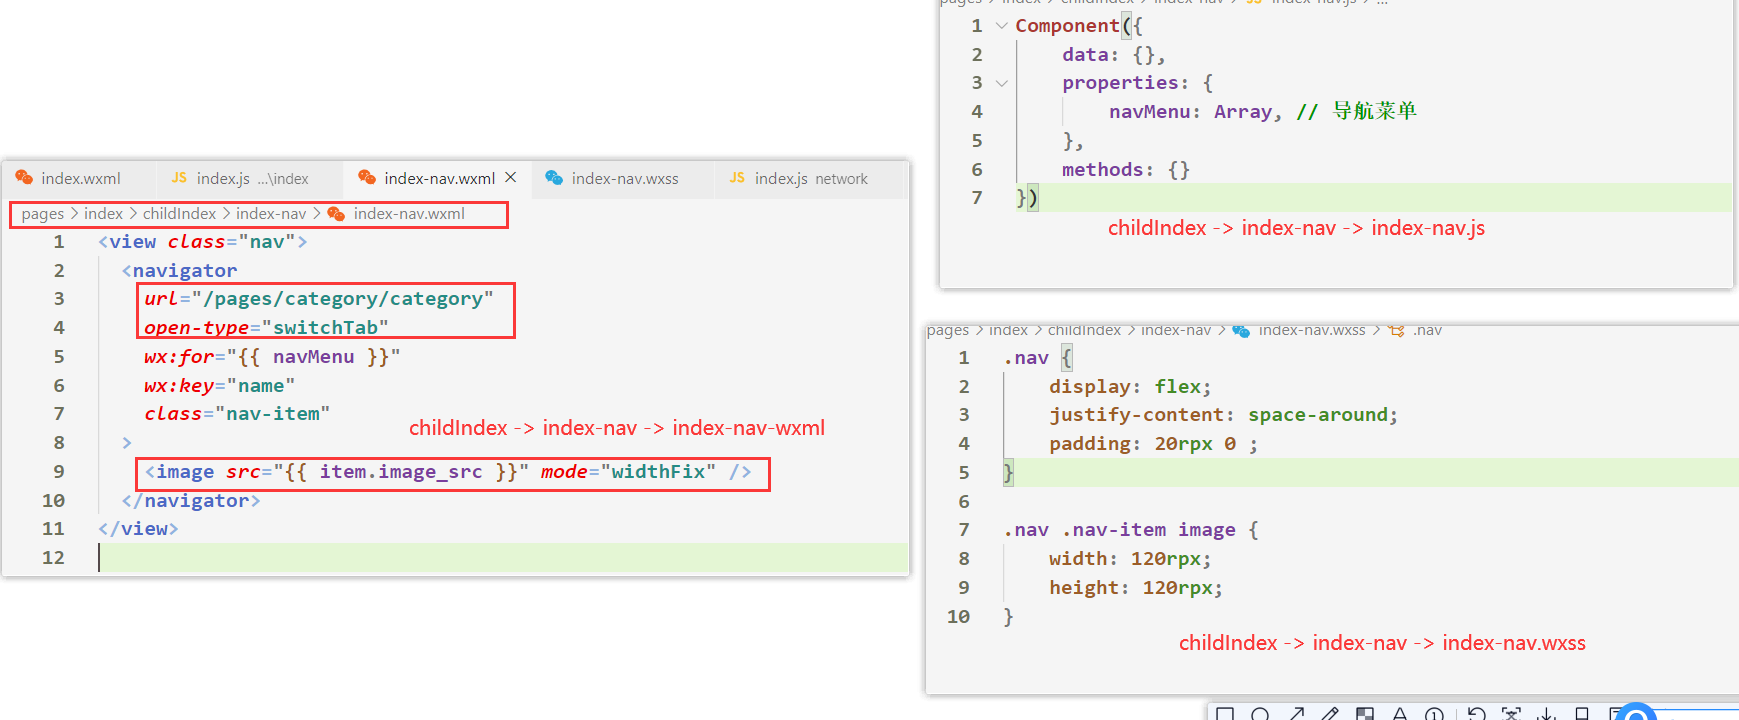 index.wxml JS index.js ...\index index-nav.wxml × index-nav.wxss JS index.js network
pages > index > childIndex > index-nav > index-nav.wxml
1 <view class="nav">
2 <navigator
3 url="/pages/category/category"
4 open-type="switchTab"
5 wx:for="{{ navMenu }}"
6 wx:key="name"
7 class="nav-item"
childIndex -> index-nav -> index-nav-wxml
8 >
9 <image src="{{ item.image_src }}" mode="widthFix" />
10 </navigator>
11 </view>
12
pages > index > childIndex > index-nav > JS index-nav.js > ...
1 Component({
2 data: {},
3 properties: {
4 navMenu: Array, // 导航菜单
5 },
6 methods: {}
7 })
childIndex -> index-nav -> index-nav.js
pages > index > childIndex > index-nav > index-nav.wxss > .nav
1 .nav {
2 display: flex;
3 justify-content: space-around;
4 padding: 20rpx 0 ;
5 }
6
7 .nav .nav-item image {
8 width: 120rpx;
9 height: 120rpx;
10 }
childIndex -> index-nav -> index-nav.wxss